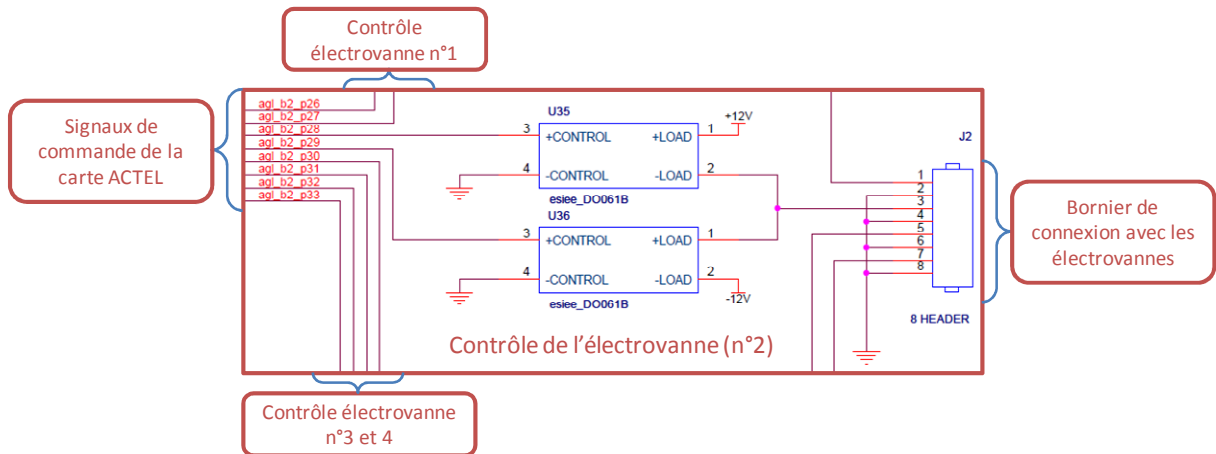 Contrôle
électrovanne n°1
Signaux de
commande de la
carte ACTEL
agl_b2_p26
agl_b2_p27
agl_b2_p28
agl_b2_p29
agl_b2_p30
agl_b2_p31
agl_b2_p32
agl_b2_p33
U35
3 +CONTROL +LOAD 1 +12V
4 -CONTROL -LOAD 2
esiee_DO061B
U36
3 +CONTROL +LOAD 1
4 -CONTROL -LOAD 2
-12V
esiee_DO061B
J2
1
2
3
4
5
6
7
8
8 HEADER
Bornier de
connexion avec les
électrovannes
Contrôle de l'électrovanne (n°2)
Contrôle électrovanne
n°3 et 4